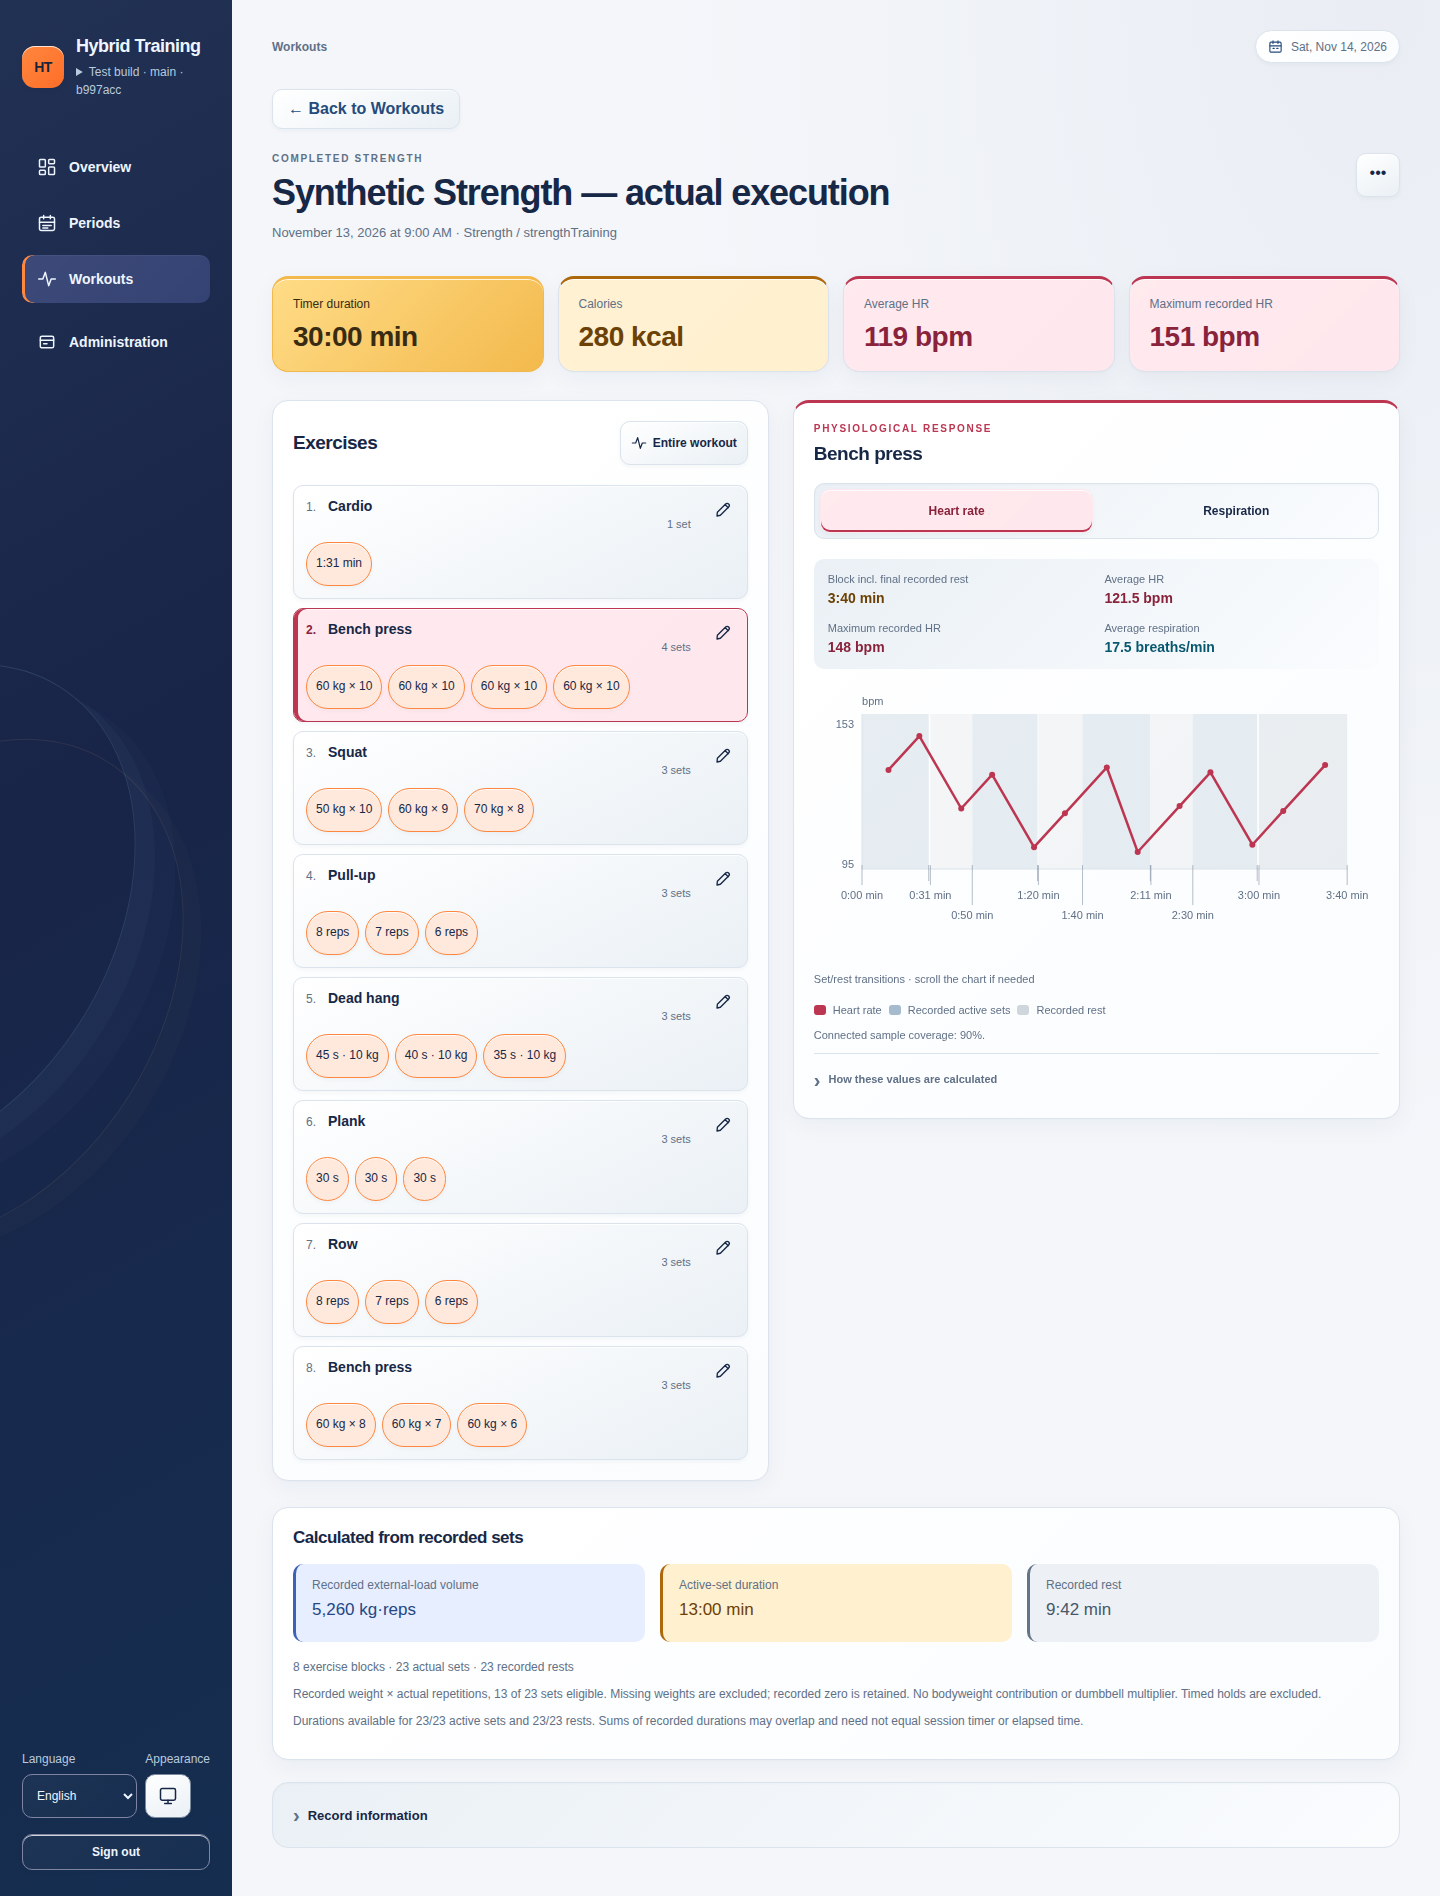 HT
Hybrid Training
▶ Test build · main · b997acc
Overview
Periods
Workouts
Administration
Language
Appearance
English
Sign out
Workouts
Sat, Nov 14, 2026
← Back to Workouts
COMPLETED STRENGTH
Synthetic Strength — actual execution
•••
November 13, 2026 at 9:00 AM · Strength / strengthTraining
Timer duration
30:00 min
Calories
280 kcal
Average HR
119 bpm
Maximum recorded HR
151 bpm
Exercises
Entire workout
1. Cardio
1 set
1:31 min
2. Bench press
4 sets
60 kg × 10 60 kg × 10 60 kg × 10 60 kg × 10
3. Squat
3 sets
50 kg × 10 60 kg × 9 70 kg × 8
4. Pull-up
3 sets
8 reps 7 reps 6 reps
5. Dead hang
3 sets
45 s · 10 kg 40 s · 10 kg 35 s · 10 kg
6. Plank
3 sets
30 s 30 s 30 s
7. Row
3 sets
8 reps 7 reps 6 reps
8. Bench press
3 sets
60 kg × 8 60 kg × 7 60 kg × 6
PHYSIOLOGICAL RESPONSE
Bench press
Heart rate
Respiration
Block incl. final recorded rest
3:40 min
Average HR
121.5 bpm
Maximum recorded HR
148 bpm
Average respiration
17.5 breaths/min
bpm
153
95
0:00 min 0:31 min 1:20 min 2:11 min 3:00 min 3:40 min
0:50 min 1:40 min 2:30 min
Set/rest transitions · scroll the chart if needed
Heart rate Recorded active sets Recorded rest
Connected sample coverage: 90%.
› How these values are calculated
Calculated from recorded sets
Recorded external-load volume
5,260 kg·reps
Active-set duration
13:00 min
Recorded rest
9:42 min
8 exercise blocks · 23 actual sets · 23 recorded rests
Recorded weight × actual repetitions, 13 of 23 sets eligible. Missing weights are excluded; recorded zero is retained. No bodyweight contribution or dumbbell multiplier. Timed holds are excluded.
Durations available for 23/23 active sets and 23/23 rests. Sums of recorded durations may overlap and need not equal session timer or elapsed time.
› Record information